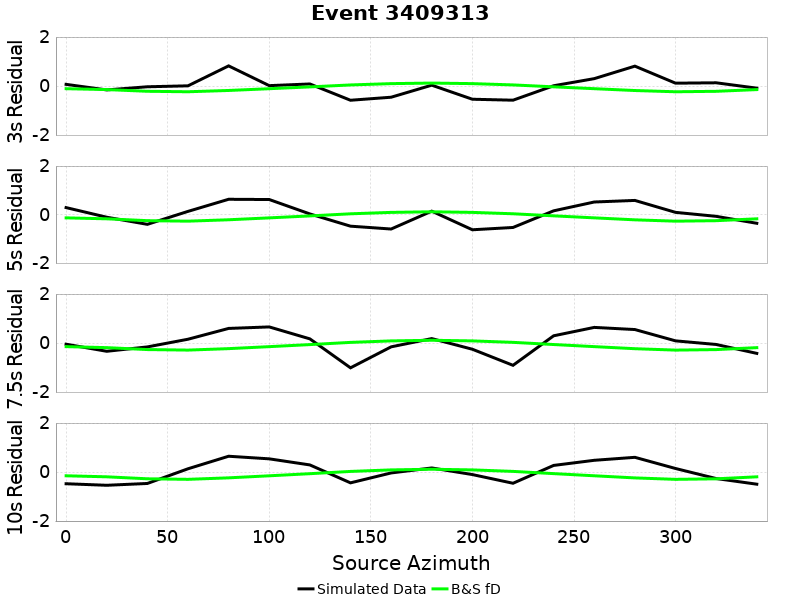 Event 3409313
3s Residual
2
0
-2
5s Residual
2
0
-2
7.5s Residual
2
0
-2
10s Residual
2
0
-2
0 50 100 150 200 250 300
Source Azimuth
Simulated Data B&S fD